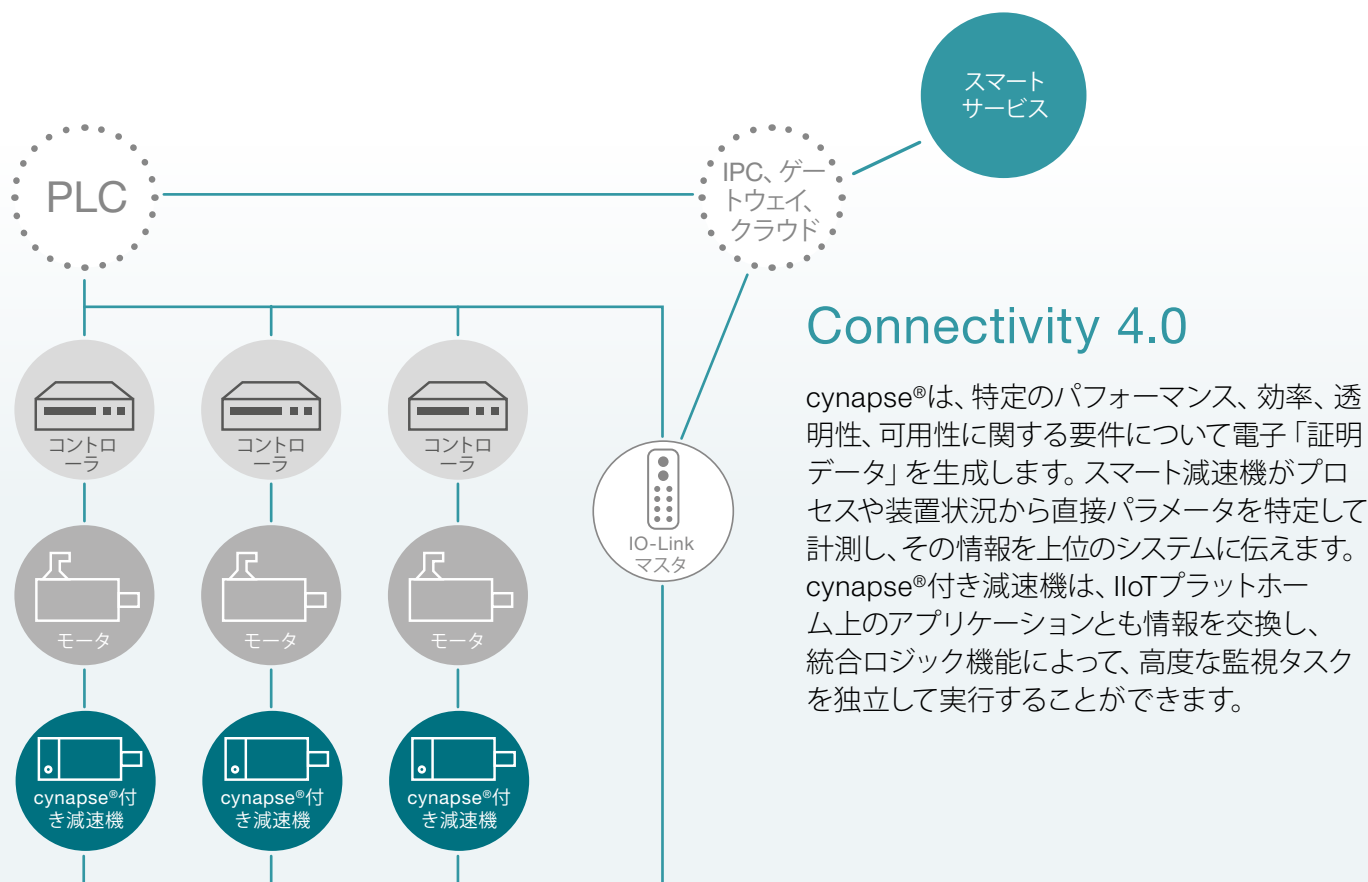 スマート
サービス
PLC
IPC、ゲー
トウェイ、
クラウド
Connectivity 4.0
cynapse®は、特定のパフォーマンス、効率、透
明性、可用性に関する要件について電子「証明
データ」を生成します。スマート減速機がプロ
セスや装置状況から直接パラメータを特定して
計測し、その情報を上位のシステムに伝えます。
cynapse®付き減速機は、IIoTプラットホー
ム上のアプリケーションとも情報を交換し、
統合ロジック機能によって、高度な監視タスク
を独立して実行することができます。
コントロ
ーラ
コントロ
ーラ
コントロ
ーラ
IO-Link
マスタ
モータ
モータ
モータ
cynapse®付
き減速機
cynapse®付
き減速機
cynapse®付
き減速機